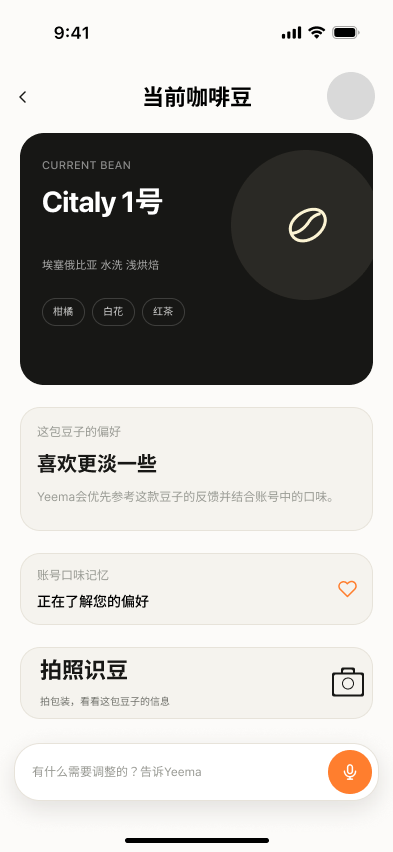 9:41
当前咖啡豆
CURRENT BEAN
Citaly 1号
埃塞俄比亚 水洗 浅烘焙
柑橘 白花 红茶
这包豆子的偏好
喜欢更淡一些
Yeema会优先参考这款豆子的反馈并结合账号中的口味。
账号口味记忆
正在了解您的偏好
拍照识豆
拍包装，看看这包豆子的信息
有什么需要调整的？告诉Yeema